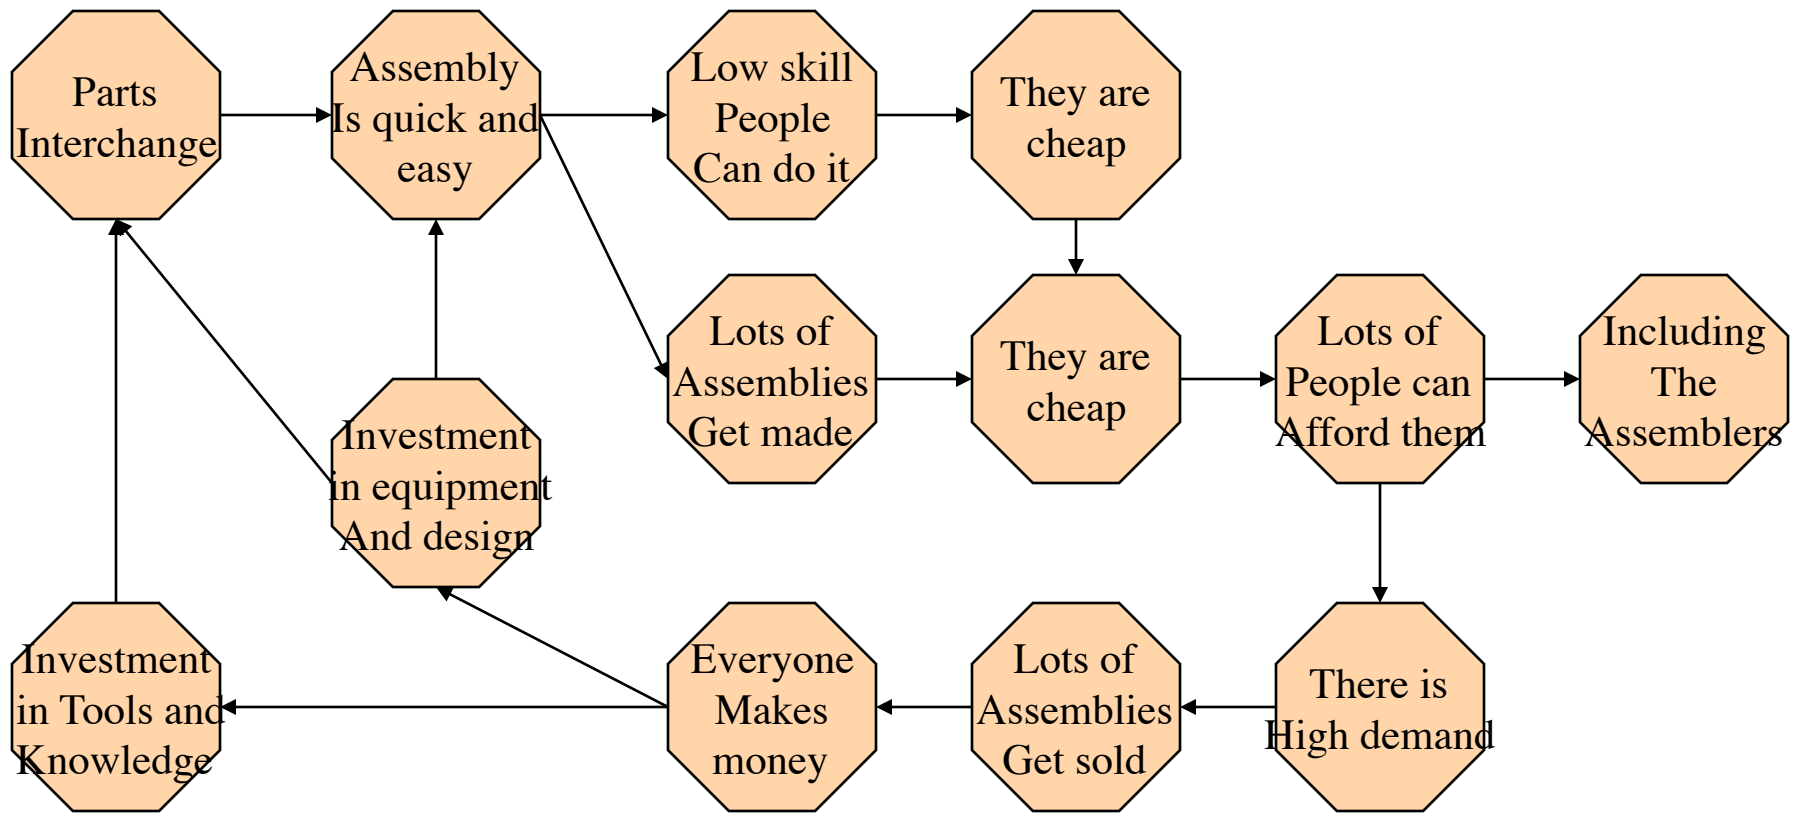 Parts
Interchange
Assembly
Is quick and
easy
Low skill
People
Can do it
They are
cheap
Lots of
Assemblies
Get made
They are
cheap
Lots of
People can
Afford them
Including
The
Assemblers
Investment
in equipment
And design
Investment
in Tools and
Knowledge
Everyone
Makes
money
Lots of
Assemblies
Get sold
There is
High demand